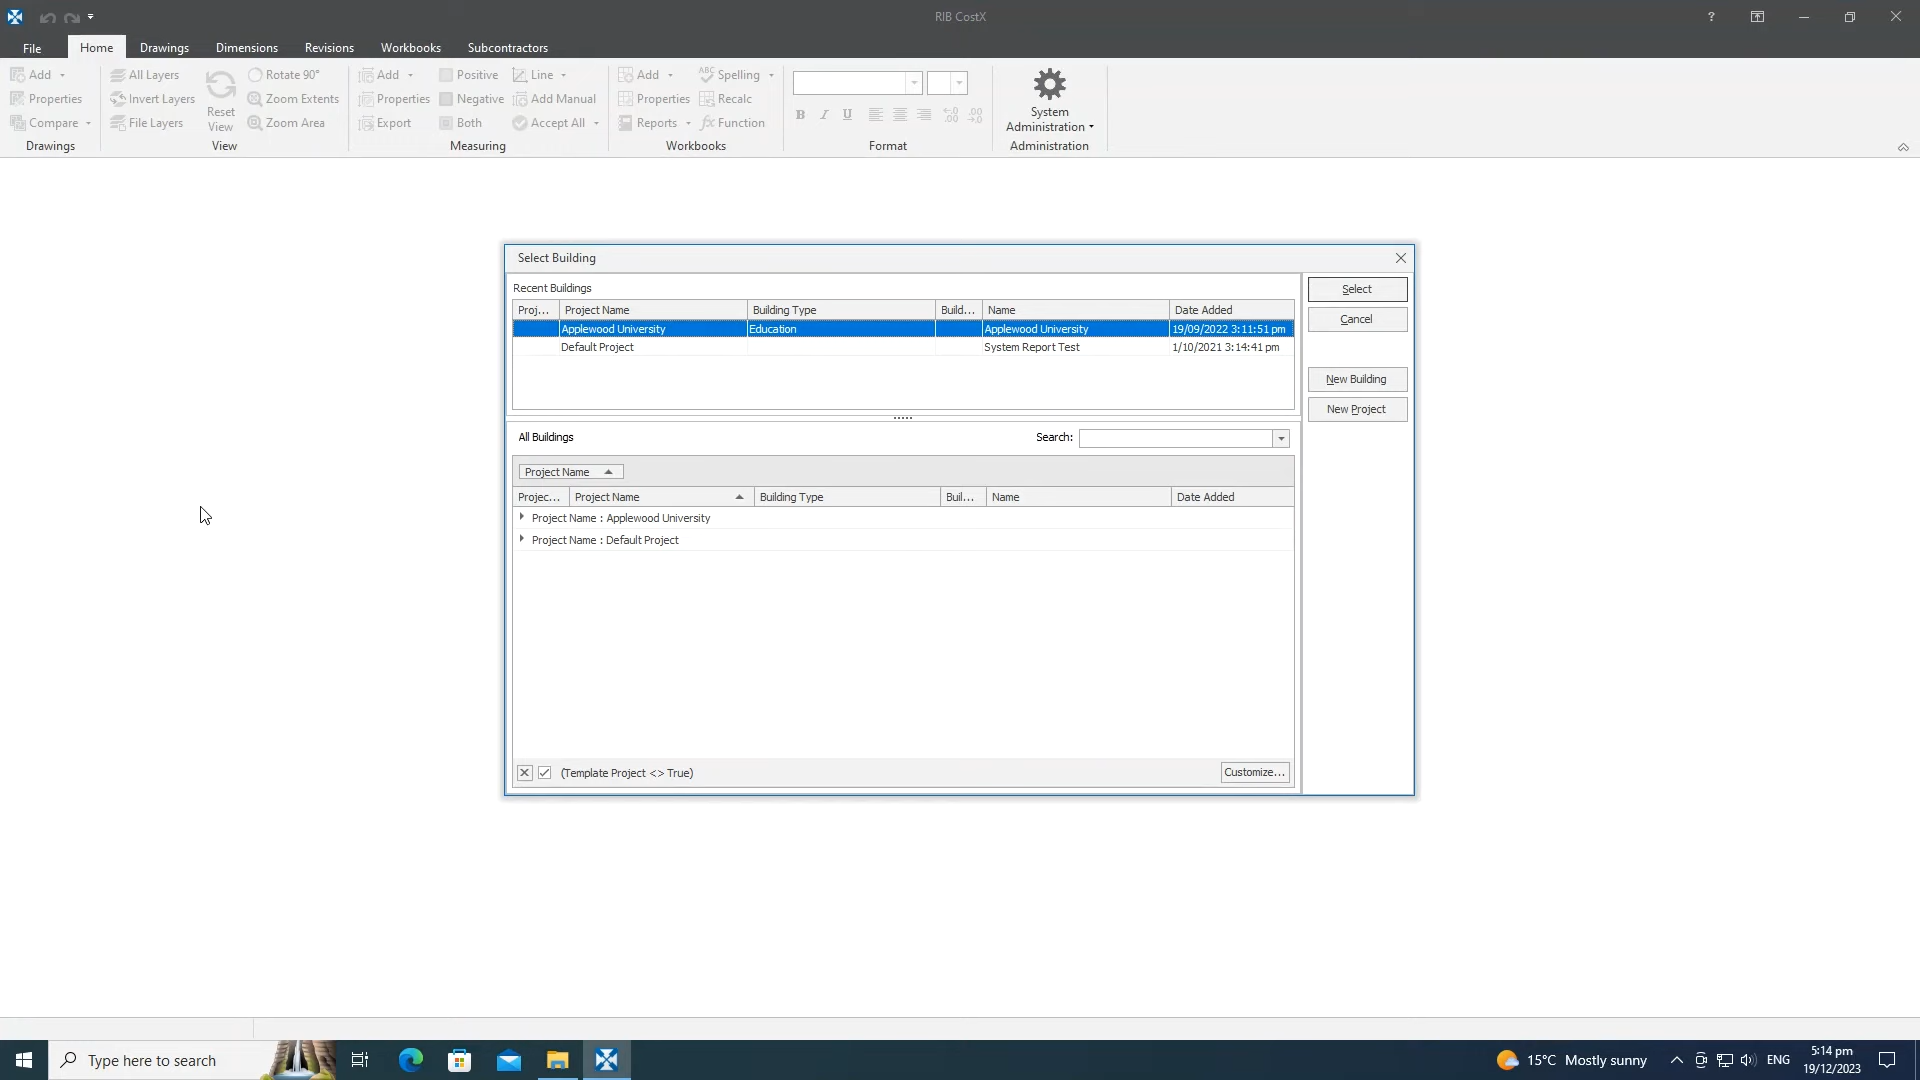 RIB CostX
?
File Home Drawings Dimensions Revisions Workbooks Subcontractors
Add All Layers Rotate 90° Add Positive Line Add Spelling
Properties Invert Layers Zoom Extents Properties Negative Add Manual Properties Recalc
Compare File Layers Reset View Zoom Area Export Both Accept All Reports Function
B I U
System Administration
Drawings View Measuring Workbooks Format Administration
Select Building
Recent Buildings
Proj... Project Name Building Type Build... Name Date Added
Applewood University Education Applewood University 19/09/2022 3:11:51 pm
Default Project System Report Test 1/10/2021 3:14:41 pm
Select
Cancel
New Building
New Project
All Buildings Search:
Project Name
Projec... Project Name Building Type Buil... Name Date Added
Project Name : Applewood University
Project Name : Default Project
(Template Project <> True) Customize...
Type here to search
15°C Mostly sunny ENG
5:14 pm
19/12/2023